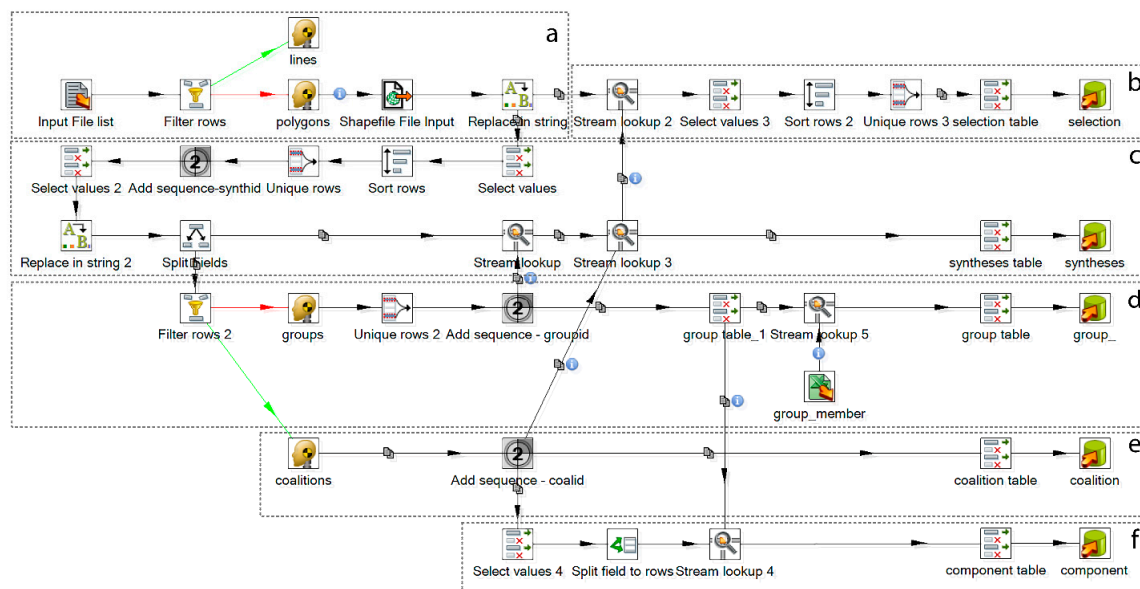 a
lines
b
Input File list
Filter rows
polygons
Shapefile File Input
Replace in string
Stream lookup 2
Select values 3
Sort rows 2
Unique rows 3
selection table
selection
c
Select values 2
Add sequence-synthid
Unique rows
Sort rows
Select values
Replace in string 2
Split Fields
Stream lookup
Stream lookup 3
syntheses table
syntheses
d
Filter rows 2
groups
Unique rows 2
Add sequence - groupid
group table_1
Stream lookup 5
group table
group_
group_member
e
coalitions
Add sequence - coalid
coalition table
coalition
f
Select values 4
Split field to rows
Stream lookup 4
component table
component